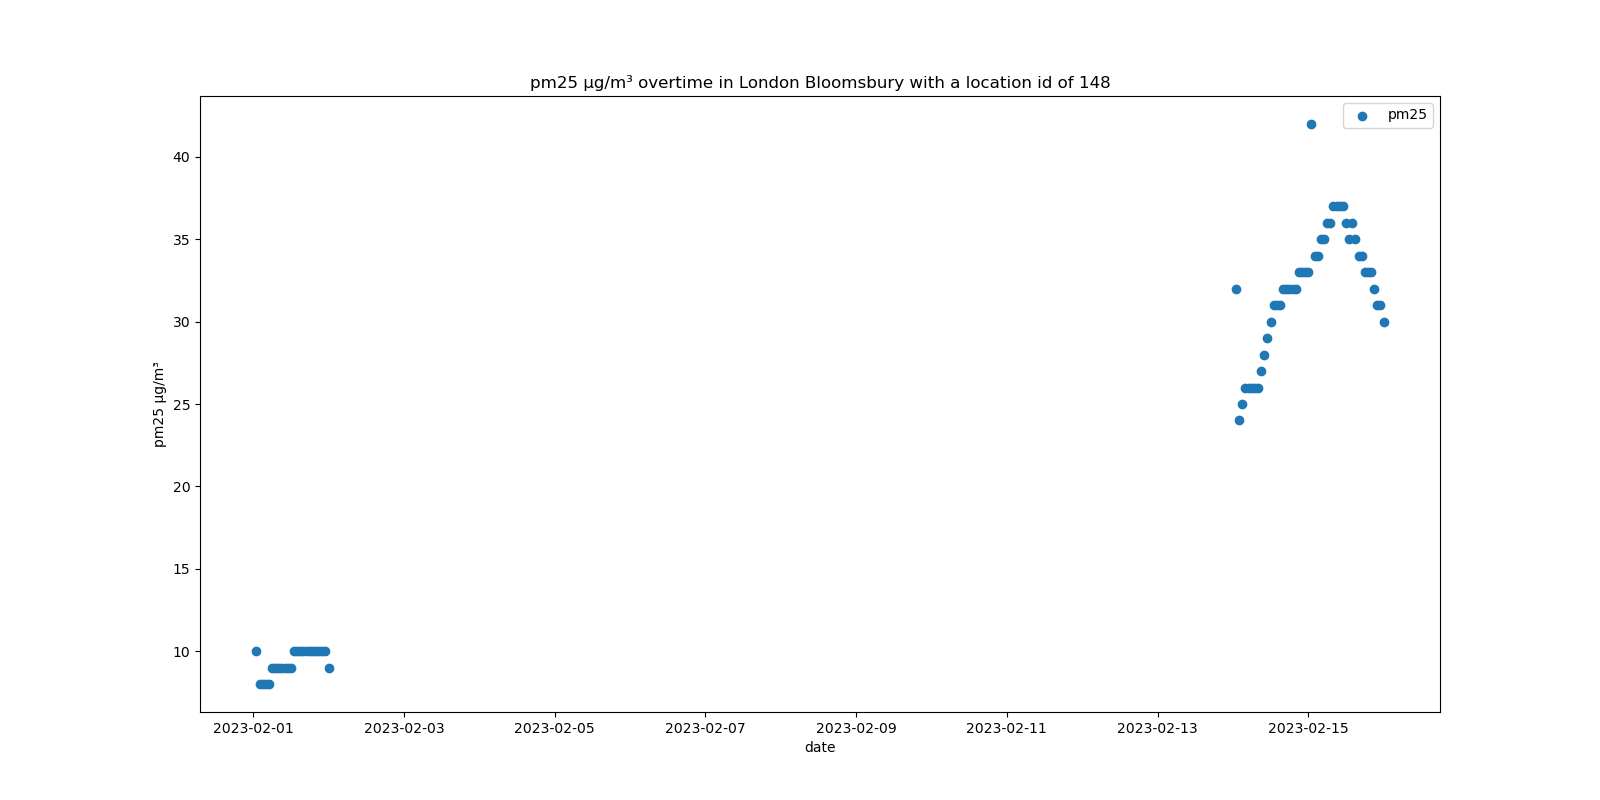 pm25 µg/m³ overtime in London Bloomsbury with a location id of 148
pm25
40
35
30
25
20
15
10
pm25 µg/m³
2023-02-01 2023-02-03 2023-02-05 2023-02-07 2023-02-09 2023-02-11 2023-02-13 2023-02-15
date